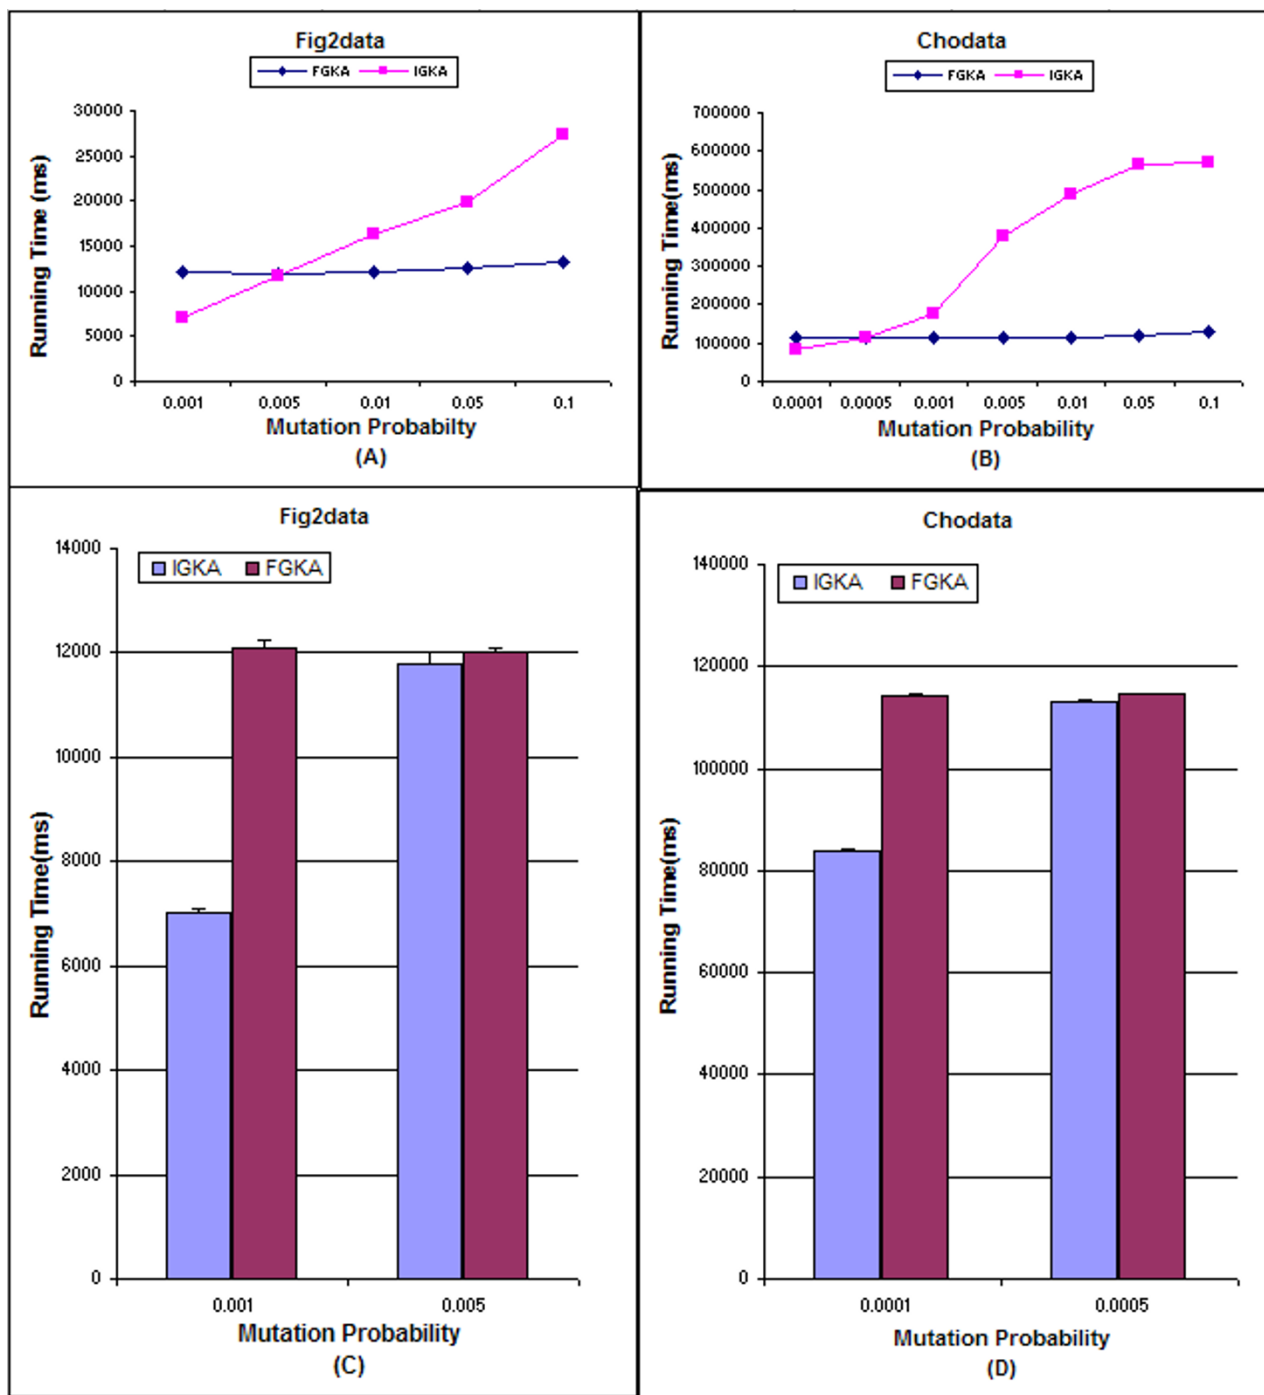 Fig2data
FGKA IGKA
30000
25000
20000
15000
10000
5000
0
Running Time (ms)
0.001 0.005 0.01 0.05 0.1
Mutation Probabilty
(A)
Chodata
FGKA IGKA
700000
600000
500000
400000
300000
200000
100000
0
Running Time(ms)
0.0001 0.0005 0.001 0.005 0.01 0.05 0.1
Mutation Probability
(B)
Fig2data
IGKA FGKA
14000
12000
10000
8000
6000
4000
2000
0
Running Time(ms)
0.001 0.005
Mutation Probability
(C)
Chodata
IGKA FGKA
140000
120000
100000
80000
60000
40000
20000
0
Running Time(ms)
0.0001 0.0005
Mutation Probability
(D)